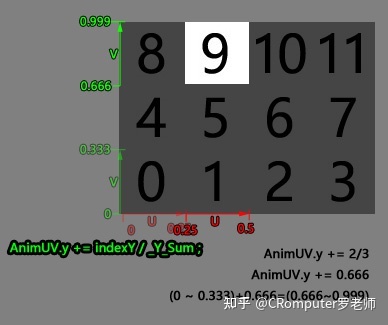 0.999
8 9 10 11
V
0.666
4 5 6 7
0.333
V
0 1 2 3
0
U U
0 0.25 0.5
AnimUV.y += indexY / _Y_Sum ;
AnimUV.y += 2/3
AnimUV.y += 0.666
(0 ~ 0.333)+0.666=(0.666~0.999)
知乎 @CRomputer罗老师